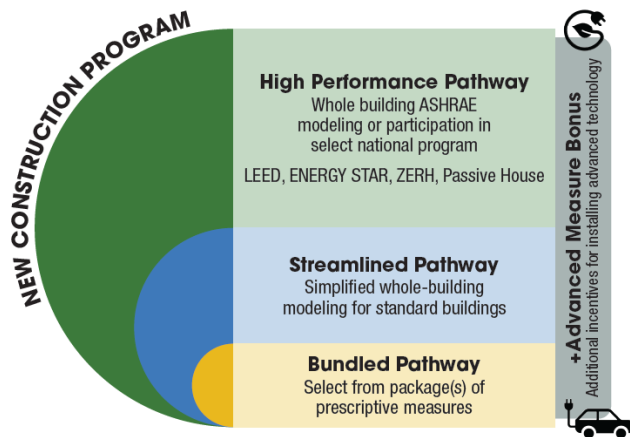 NEW CONSTRUCTION PROGRAM
High Performance Pathway
Whole building ASHRAE
modeling or participation in
select national program
LEED, ENERGY STAR, ZERH, Passive House
Streamlined Pathway
Simplified whole-building
modeling for standard buildings
Bundled Pathway
Select from package(s) of
prescriptive measures
+Advanced Measure Bonus
Additional incentives for installing advanced technology